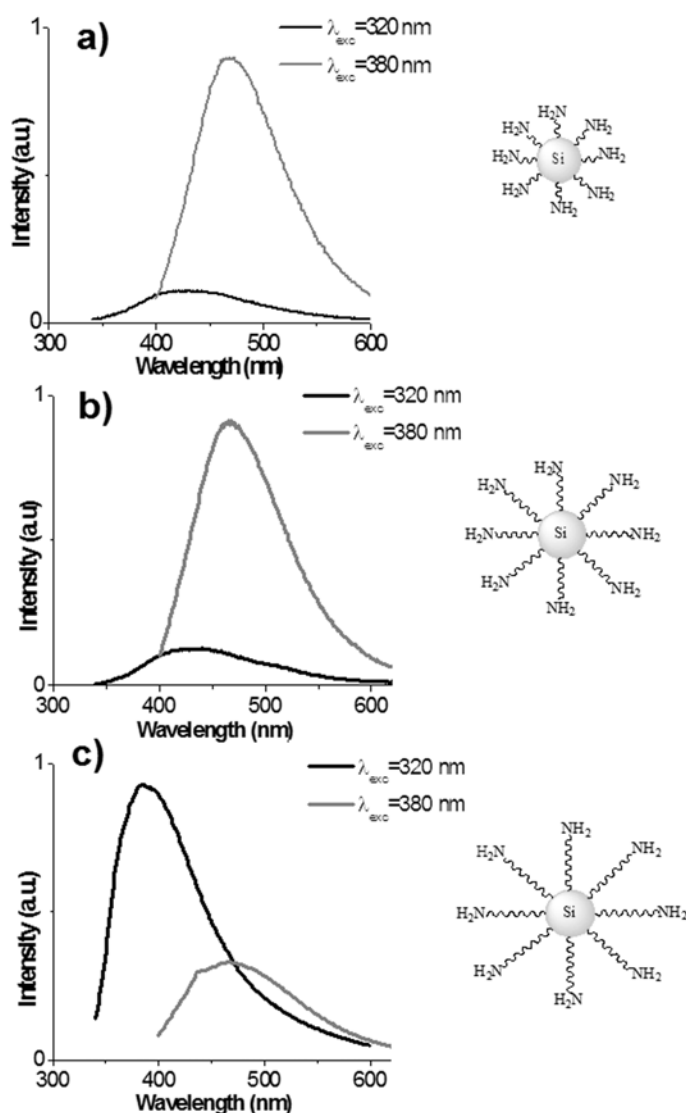 a)
λexc=320 nm
λexc=380 nm
1
0
Intensity (a.u.)
300 400 500 600
Wavelength (nm)
H₂N
H₂N NH₂
H₂N Si NH₂
H₂N NH₂
NH₂
b)
λexc=320 nm
λexc=380 nm
1
0
Intensity (a.u)
300 400 500 600
Wavelength (nm)
H₂N
H₂N NH₂
H₂N Si NH₂
H₂N NH₂
NH₂
c)
λexc=320 nm
λexc=380 nm
1
0
Intensity (a.u.)
300 400 500 600
Wavelength (nm)
NH₂
H₂N NH₂
H₂N Si NH₂
H₂N NH₂
H₂N